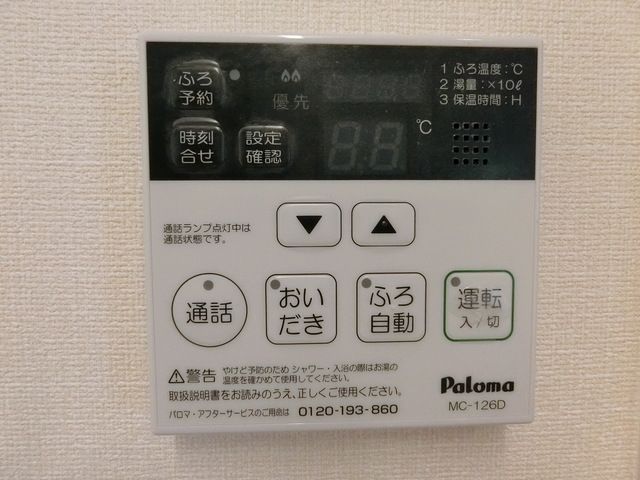 ふろ
予約
優先
1 ふろ温度:℃
2 湯量:×10ℓ
3 保温時間:H
時刻
合せ
設定
確認
88
℃
通話ランプ点灯中は
通話状態です。
▼
▲
通話
おい
だき
ふろ
自動
運転
入/切
警告 やけど予防のため シャワー・入浴の際はお湯の
温度を確かめて使用してください。
取扱説明書をお読みのうえ、正しくご使用ください。
パロマ・アフターサービスのご用命は 0120-193-860
Paloma
MC-126D